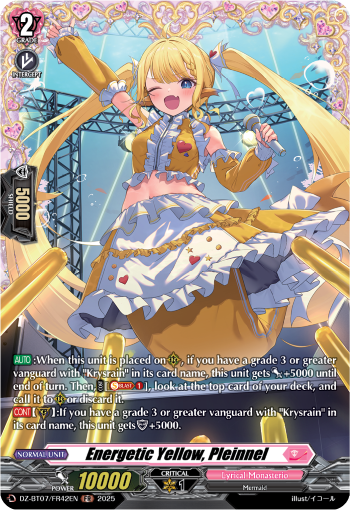 2
GRADE
INTERCEPT
5000
SHIELD
AUTO:When this unit is placed on, if you have a grade 3 or greater
vanguard with "Krysrain" in its card name, this unit gets +5000 until
end of turn. Then, COST[SOUL BLAST 1], look at the top card of your deck, and
call it to or discard it.
CONT:If you have a grade 3 or greater vanguard with "Krysrain" in
its card name, this unit gets +5000.
NORMAL UNIT
Energetic Yellow, Pleinnel
POWER 10000
CRITICAL
1
Lyrical Monasterio
Mermaid
DZ-BT07/FR42EN FR 2025
illust/イコール